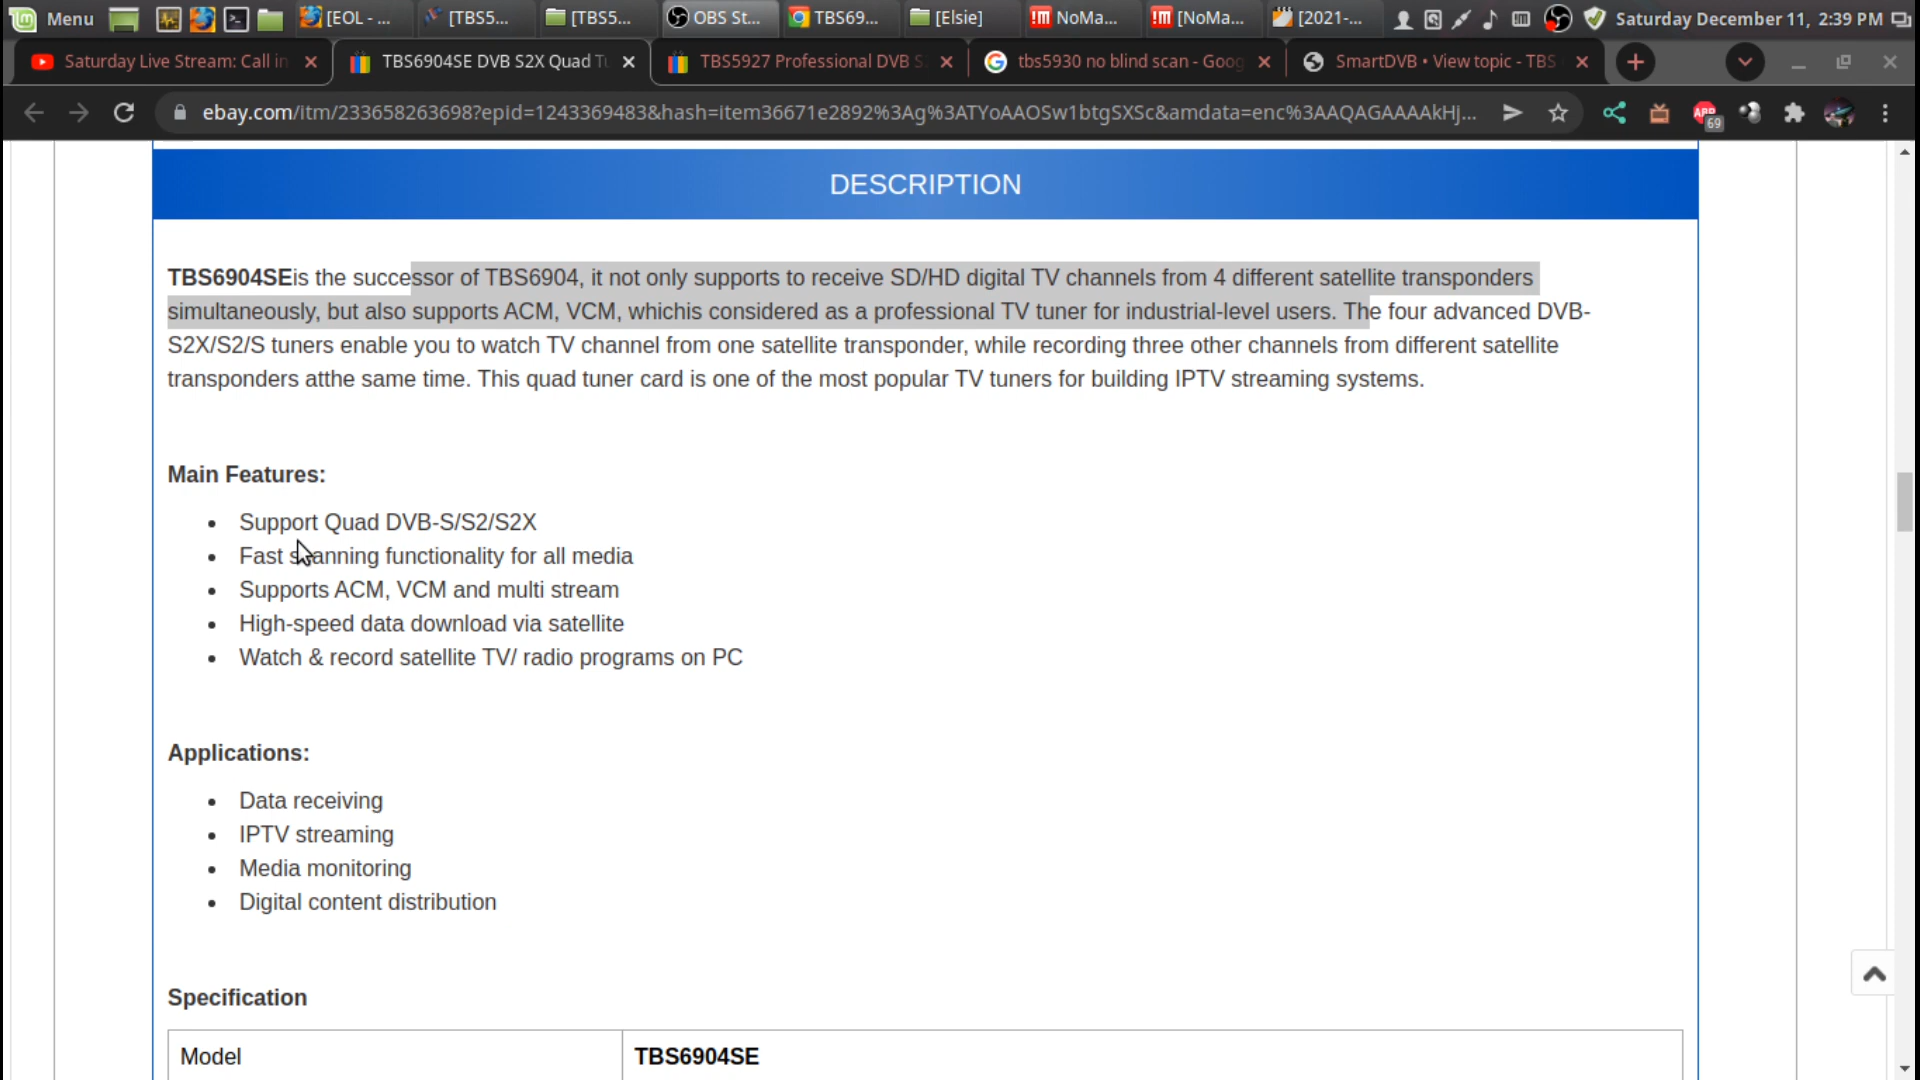 Menu
[EOL - ...
[TBS5...
[TBS5...
OBS St...
TBS69...
[Elsie]
NoMa...
[NoMa...
[2021-...
Saturday December 11, 2:39 PM
Saturday Live Stream: Call in
TBS6904SE DVB S2X Quad Tu
TBS5927 Professional DVB S
tbs5930 no blind scan - Goog
SmartDVB • View topic - TBS
ebay.com/itm/233658263698?epid=1243369483&hash=item36671e2892%3Ag%3ATYoAAOSw1btgSXSc&amdata=enc%3AAQAGAAAAkHj...
ABP
69
DESCRIPTION
TBS6904SEis the successor of TBS6904, it not only supports to receive SD/HD digital TV channels from 4 different satellite transponders
simultaneously, but also supports ACM, VCM, whichis considered as a professional TV tuner for industrial-level users. The four advanced DVB-
S2X/S2/S tuners enable you to watch TV channel from one satellite transponder, while recording three other channels from different satellite
transponders atthe same time. This quad tuner card is one of the most popular TV tuners for building IPTV streaming systems.
Main Features:
• Support Quad DVB-S/S2/S2X
• Fast scanning functionality for all media
• Supports ACM, VCM and multi stream
• High-speed data download via satellite
• Watch & record satellite TV/ radio programs on PC
Applications:
• Data receiving
• IPTV streaming
• Media monitoring
• Digital content distribution
Specification
Model
TBS6904SE